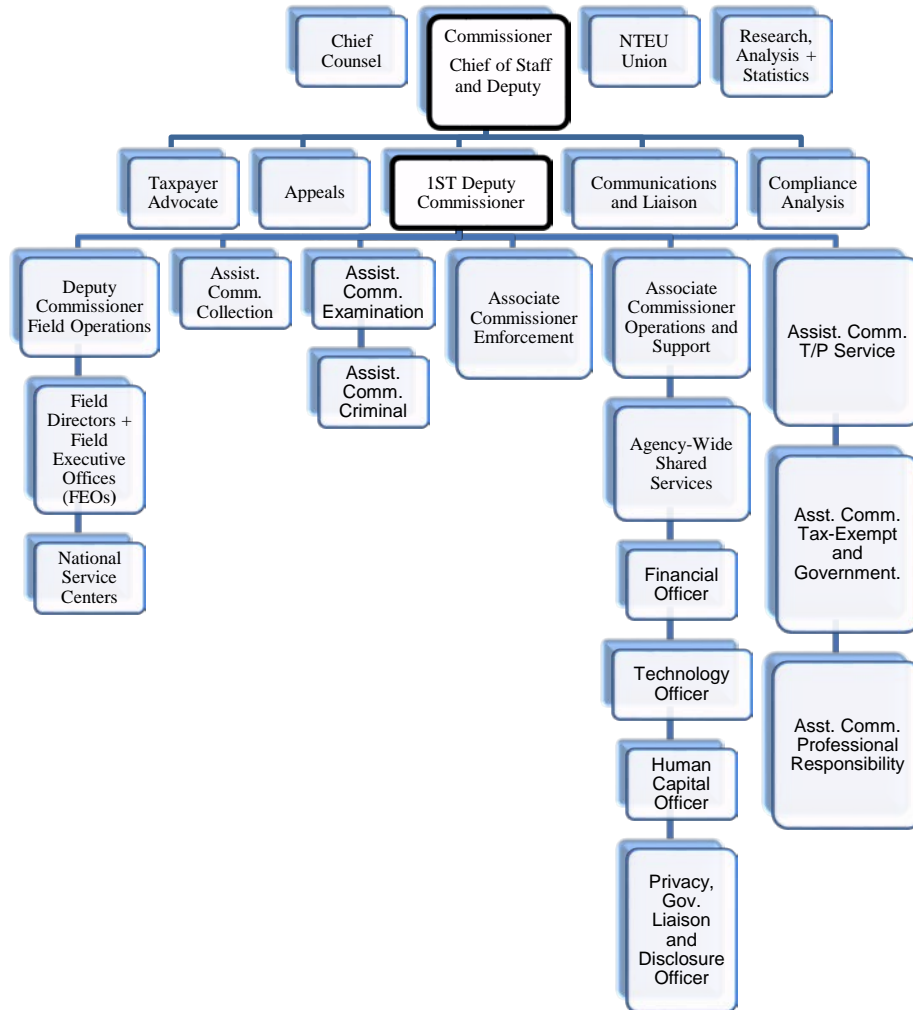 Chief
Counsel
Commissioner
Chief of Staff
and Deputy
NTEU
Union
Research,
Analysis +
Statistics
Taxpayer
Advocate
Appeals
1ST Deputy
Commissioner
Communications
and Liaison
Compliance
Analysis
Deputy
Commissioner
Field Operations
Assist.
Comm.
Collection
Assist.
Comm.
Examination
Associate
Commissioner
Emforcement
Associate
Commissioner
Operations and
Support
Assist. Comm.
T/P Service
Assist.
Comm.
Criminal
Field
Directors +
Field
Executive
Offices
(FEOs)
Agency-Wide
Shared
Services
Asst. Comm.
Tax-Exempt
and
Government.
National
Service
Centers
Financial
Officer
Technology
Officer
Asst. Comm.
Professional
Responsibility
Human
Capital
Officer
Privacy,
Gov.
Liaison
and
Disclosure
Officer